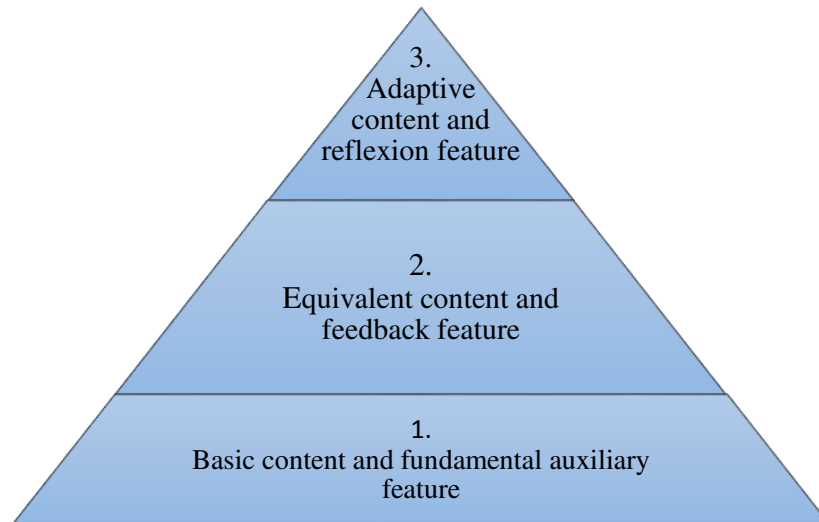 3.
Adaptive
content and
reflexion feature
2.
Equivalent content and
feedback feature
1.
Basic content and fundamental auxiliary
feature